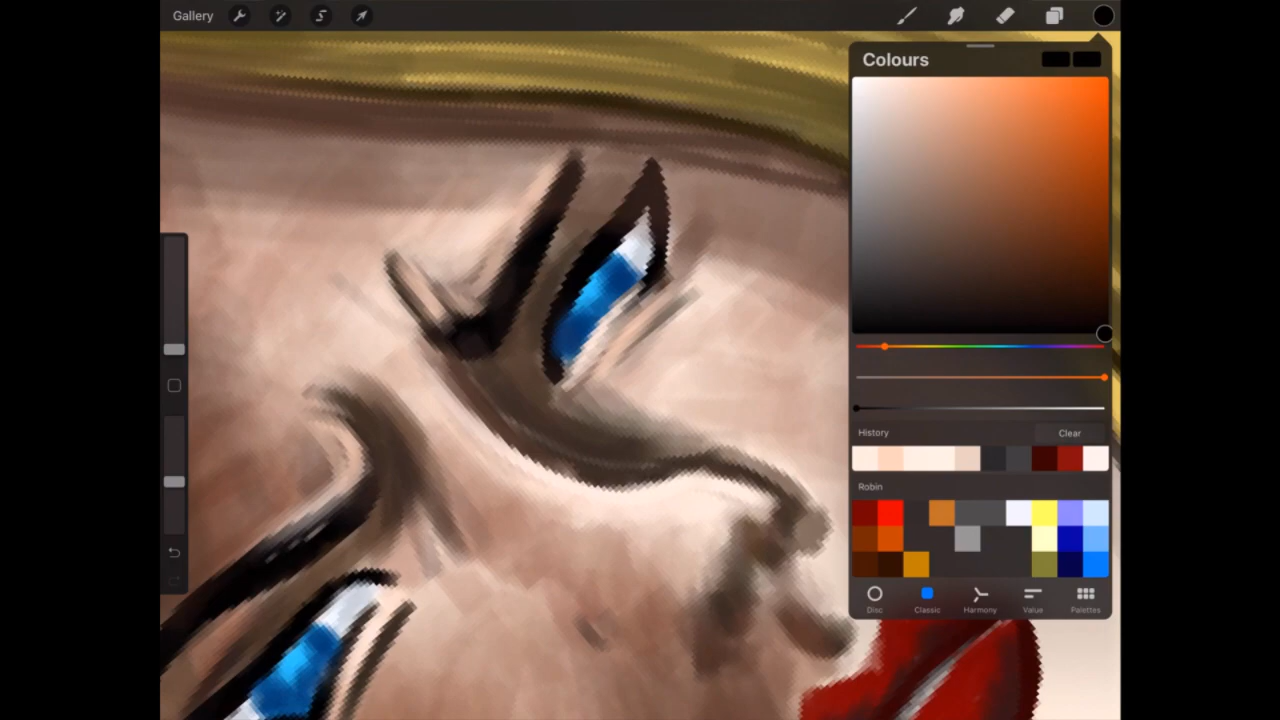 Gallery
Colours
History
Clear
Robin
Disc
Classic
Harmony
Value
Palettes